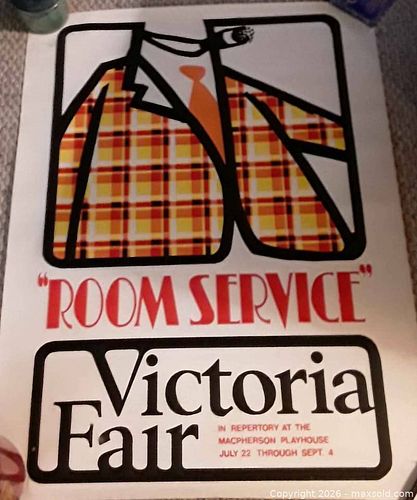 "ROOM SERVICE"
Victoria
Fair
IN REPERTORY AT THE
MACPHERSON PLAYHOUSE
JULY 22 THROUGH SEPT. 4
Copyright 2026 - maxsold.com